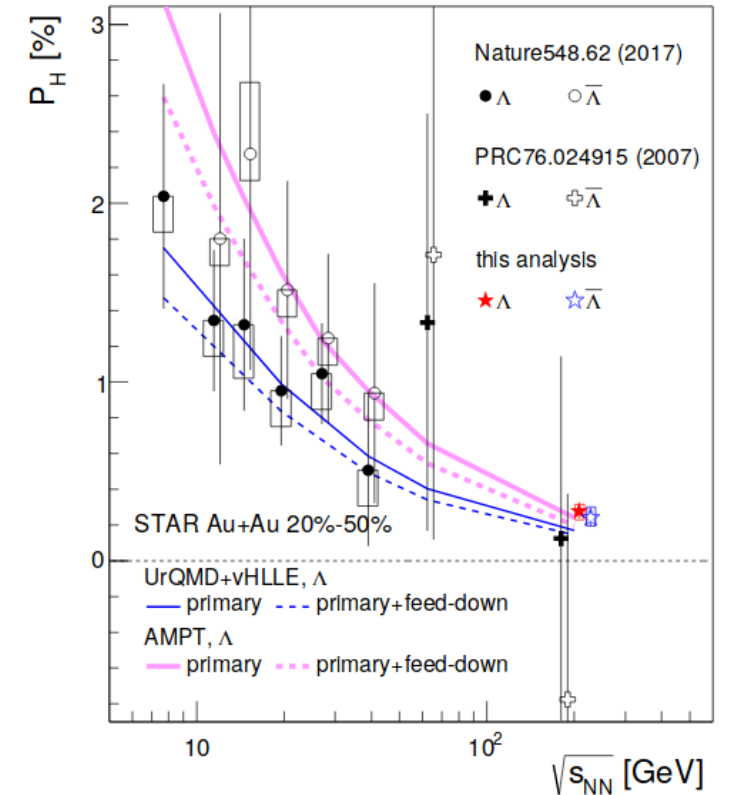 P_H [%]
3
2
1
0
Nature548.62 (2017)
Λ Λ̅
PRC76.024915 (2007)
Λ Λ̅
this analysis
Λ Λ̅
STAR Au+Au 20%-50%
UrQMD+vHLLE, Λ
primary primary+feed-down
AMPT, Λ
primary primary+feed-down
10 10²
√s_NN [GeV]